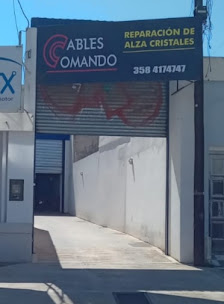 CABLES
COMANDO
REPARACIÓN DE
ALZA CRISTALES
358 4174747
X